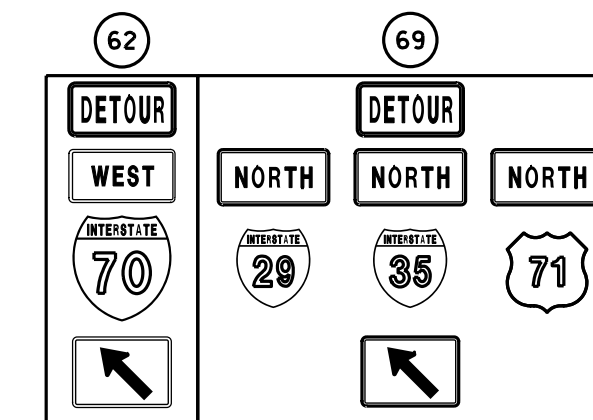 62 69
DETOUR DETOUR
WEST NORTH NORTH NORTH
INTERSTATE INTERSTATE INTERSTATE
70 29 35 71